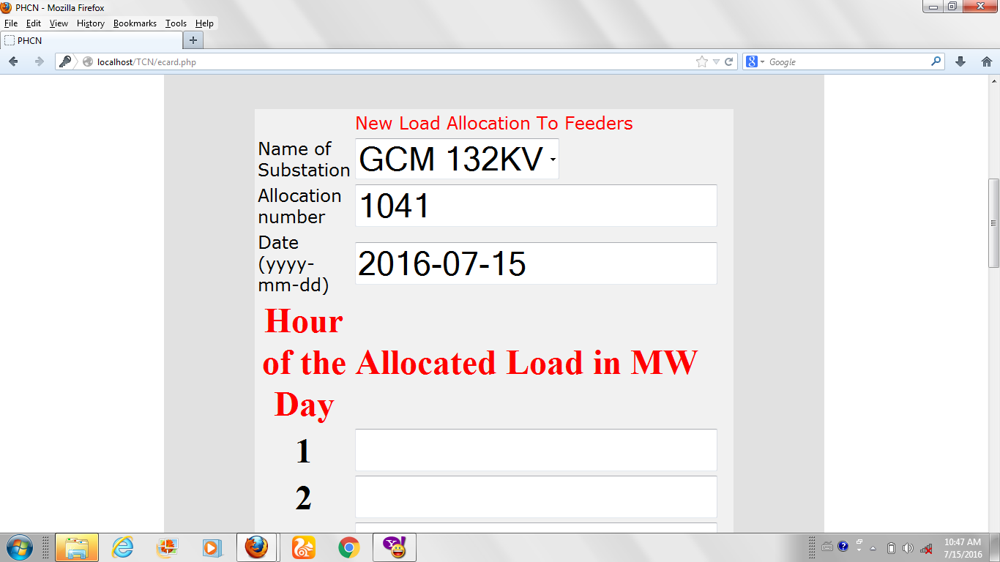 PHCN - Mozilla Firefox
File Edit View History Bookmarks Tools Help
PHCN
localhost/TCN/ecard.php
Google
New Load Allocation To Feeders
Name of
Substation
GCM 132KV
Allocation
number
1041
Date
(yyyy-
mm-dd)
2016-07-15
Hour
of the Allocated Load in MW
Day
1
2
10:47 AM
7/15/2016